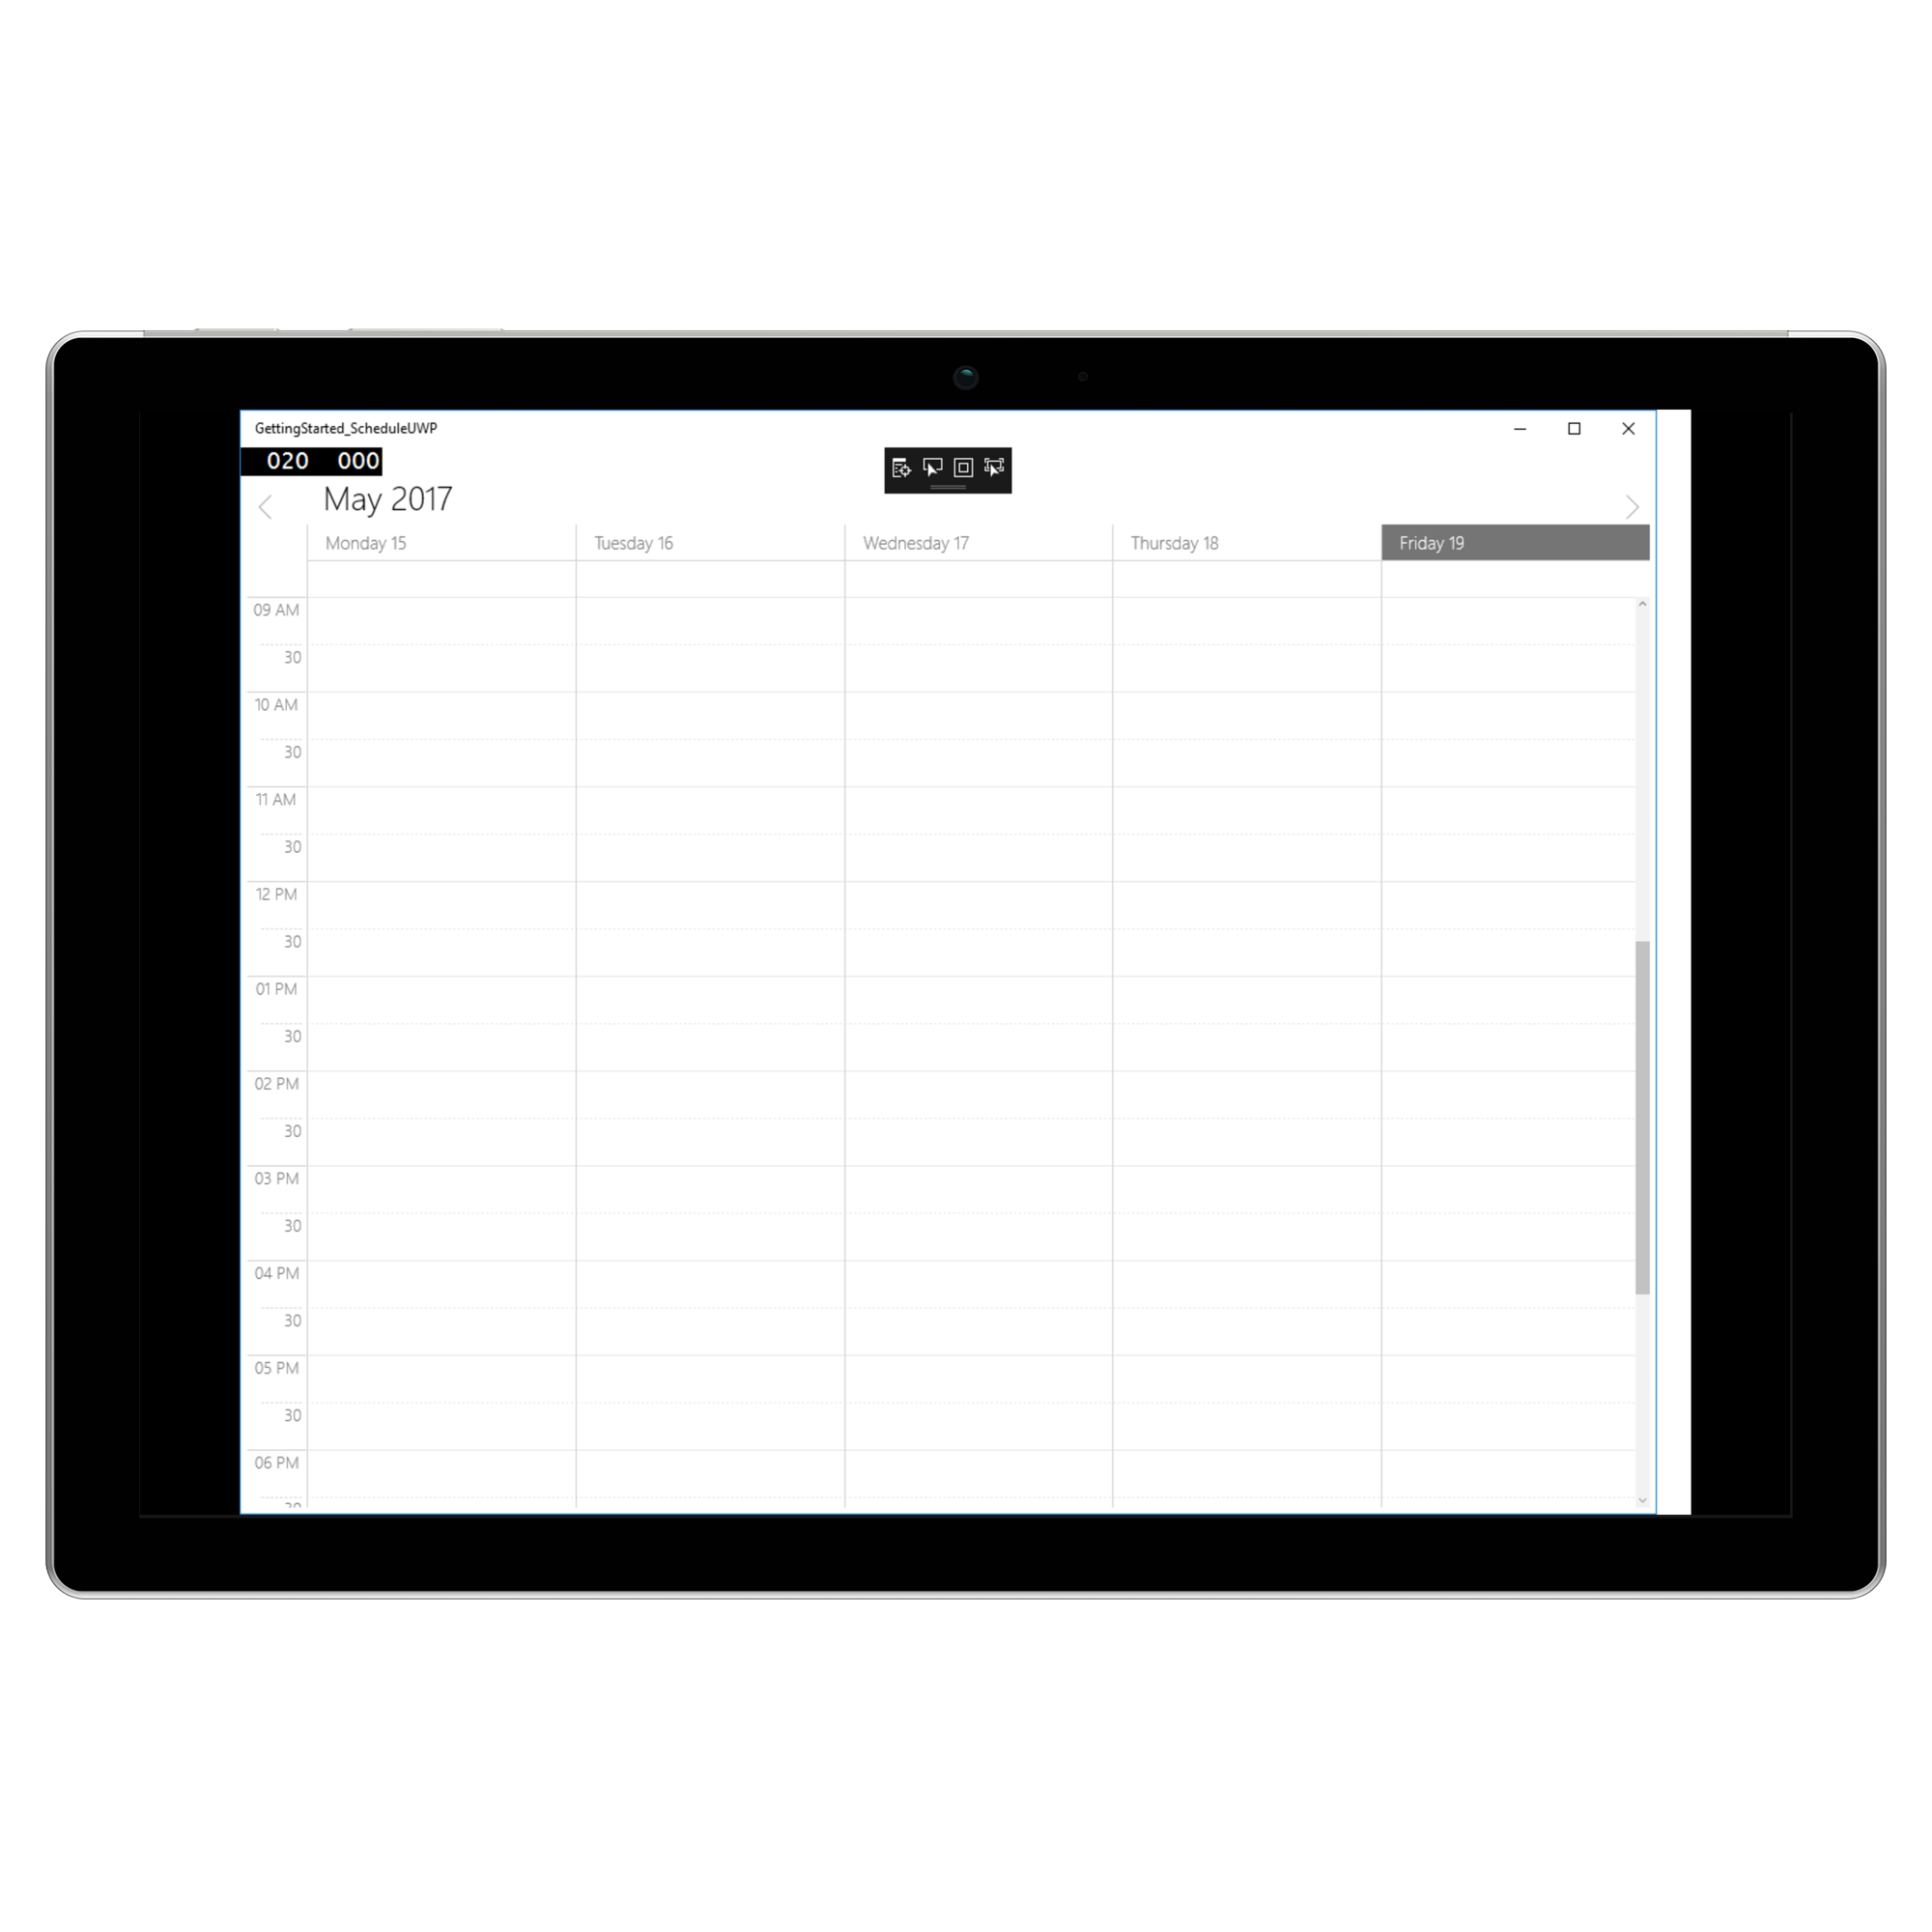 GettingStarted_ScheduleUWP
020 000
May 2017
Monday 15 Tuesday 16 Wednesday 17 Thursday 18 Friday 19
09 AM
30
10 AM
30
11 AM
30
12 PM
30
01 PM
30
02 PM
30
03 PM
30
04 PM
30
05 PM
30
06 PM
30